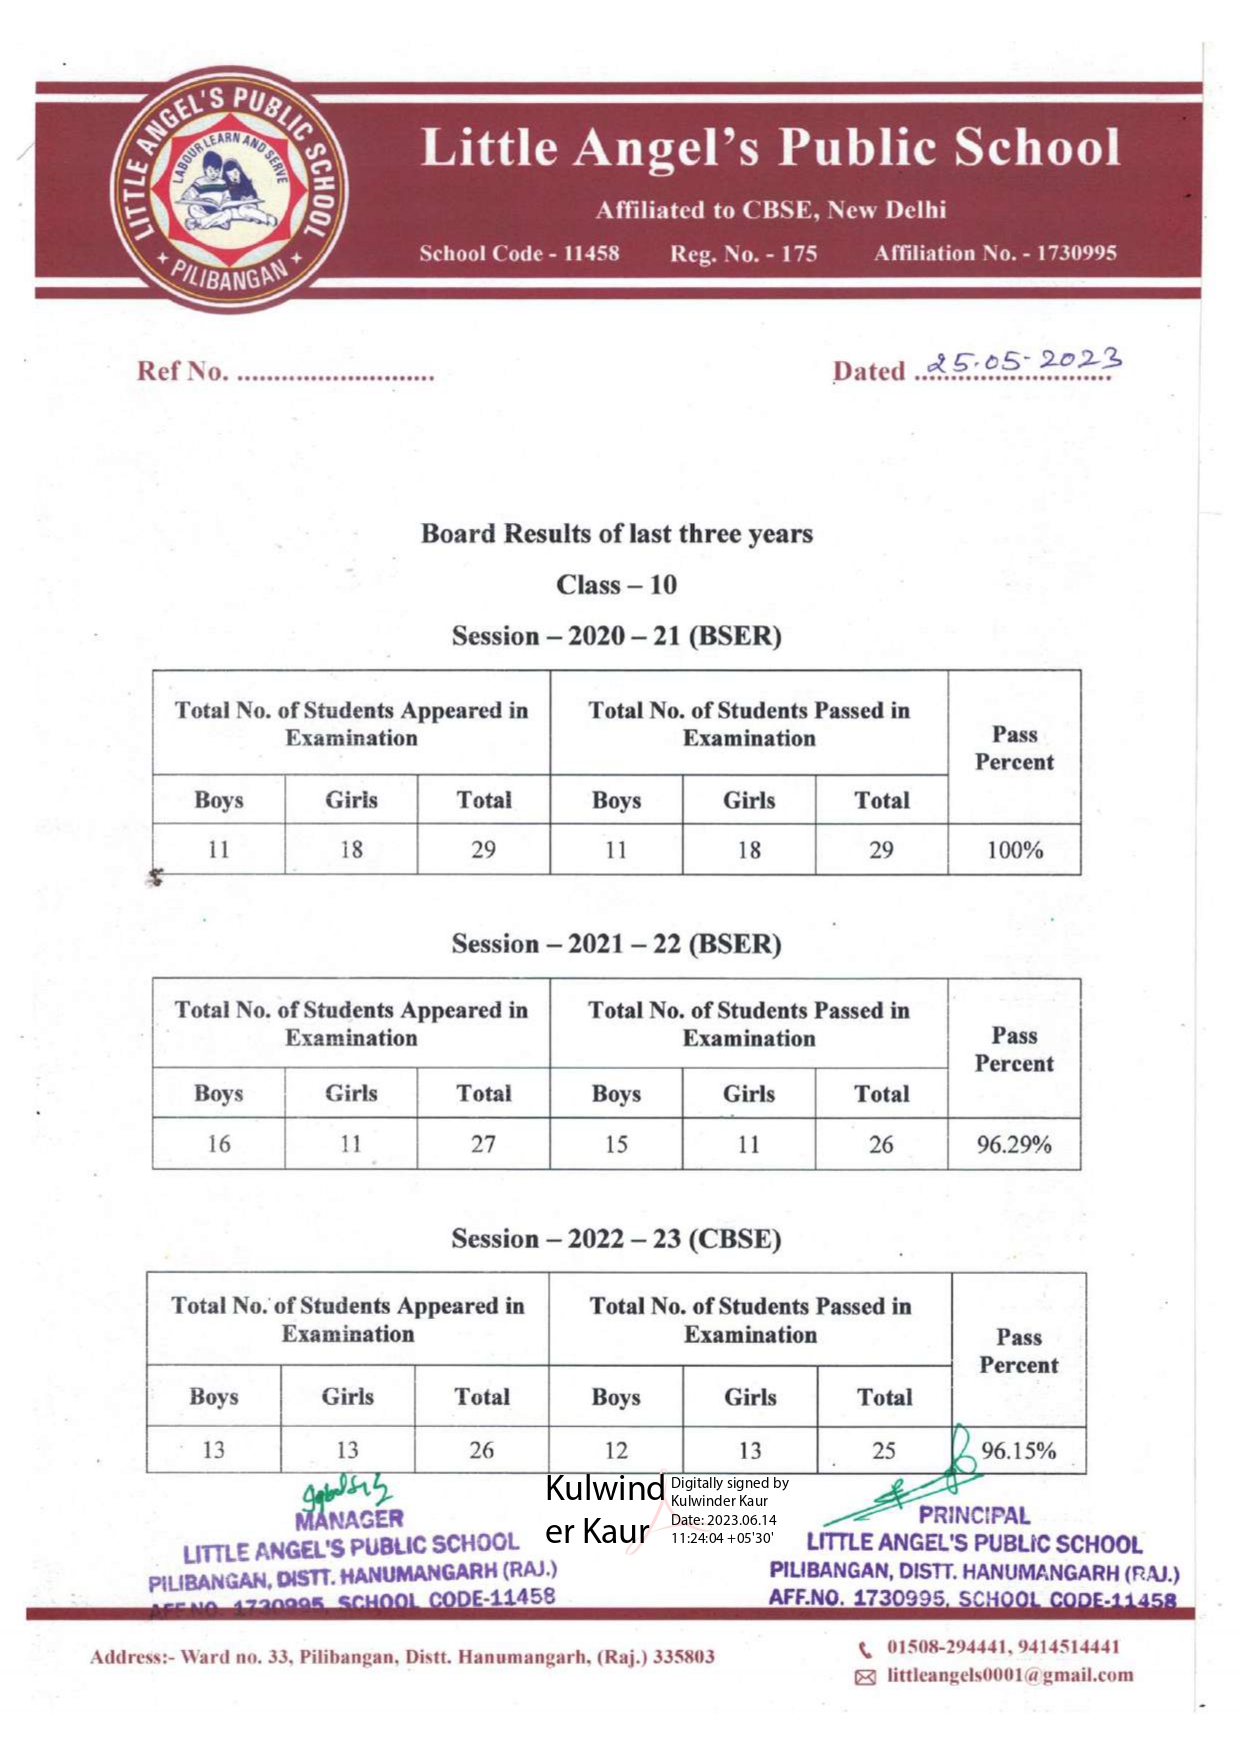 LITTLE ANGEL'S PUBLIC SCHOOL
LABOUR LEARN AND SERVE
PILIBANGAN
Little Angel's Public School
Affiliated to CBSE, New Delhi
School Code - 11458 Reg. No. - 175 Affiliation No. - 1730995
Ref No. ........................... Dated 25-05-2023
Board Results of last three years
Class – 10
Session – 2020 – 21 (BSER)
Total No. of Students Appeared in Examination Total No. of Students Passed in Examination Pass Percent
Boys Girls Total Boys Girls Total
11 18 29 11 18 29 100%
Session – 2021 – 22 (BSER)
Total No. of Students Appeared in Examination Total No. of Students Passed in Examination Pass Percent
Boys Girls Total Boys Girls Total
16 11 27 15 11 26 96.29%
Session – 2022 – 23 (CBSE)
Total No. of Students Appeared in Examination Total No. of Students Passed in Examination Pass Percent
Boys Girls Total Boys Girls Total
13 13 26 12 13 25 96.15%
MANAGER
LITTLE ANGEL'S PUBLIC SCHOOL
PILIBANGAN, DISTT. HANUMANGARH (RAJ.)
AFF.NO. 1730995, SCHOOL CODE-11458
Kulwind
er Kaur
Digitally signed by
Kulwinder Kaur
Date: 2023.06.14
11:24:04 +05'30'
PRINCIPAL
LITTLE ANGEL'S PUBLIC SCHOOL
PILIBANGAN, DISTT. HANUMANGARH (RAJ.)
AFF.NO. 1730995, SCHOOL CODE-11458
Address:- Ward no. 33, Pilibangan, Distt. Hanumangarh, (Raj.) 335803
01508-294441, 9414514441
littleangels0001@gmail.com